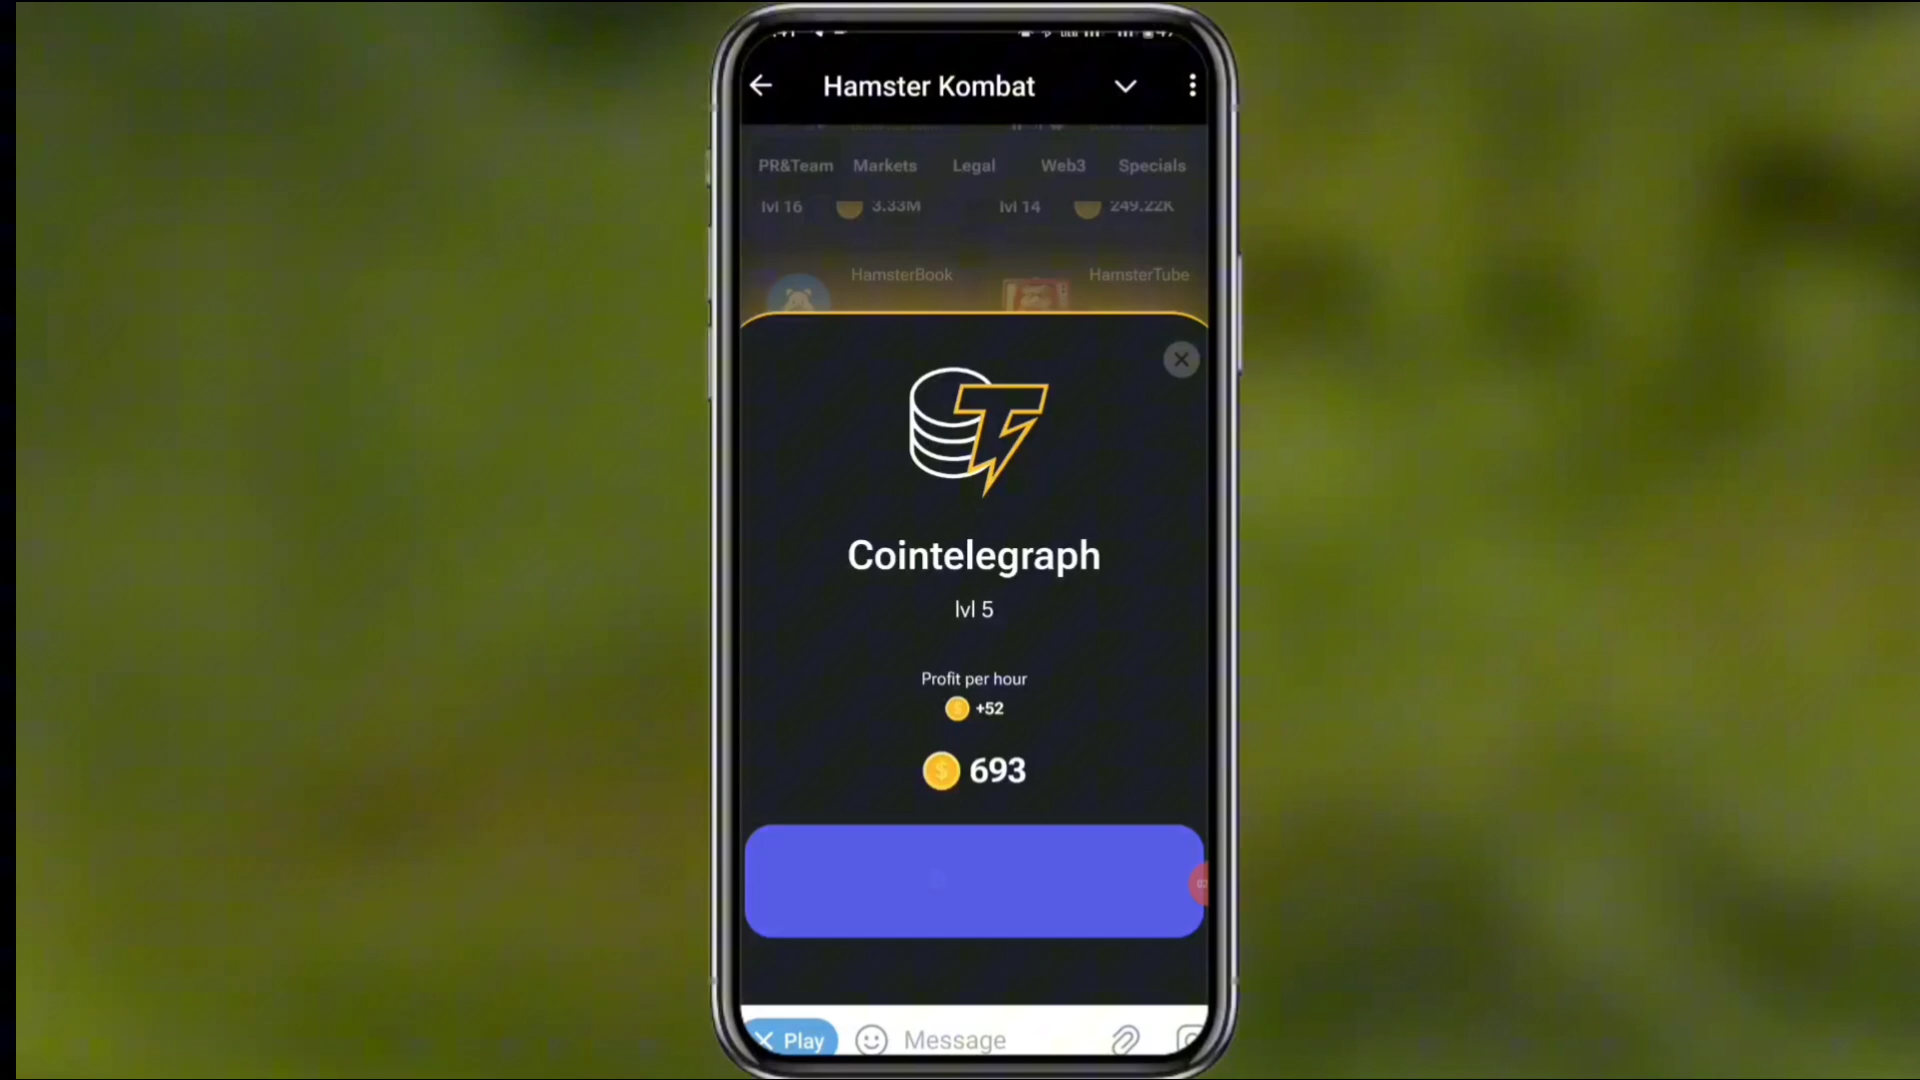 Hamster Kombat
PR&Team Markets Legal Web3 Specials
lvl 16 3.33M lvl 14 249.22K
HamsterBook HamsterTube
Cointelegraph
lvl 5
Profit per hour
+52
693
Play Message